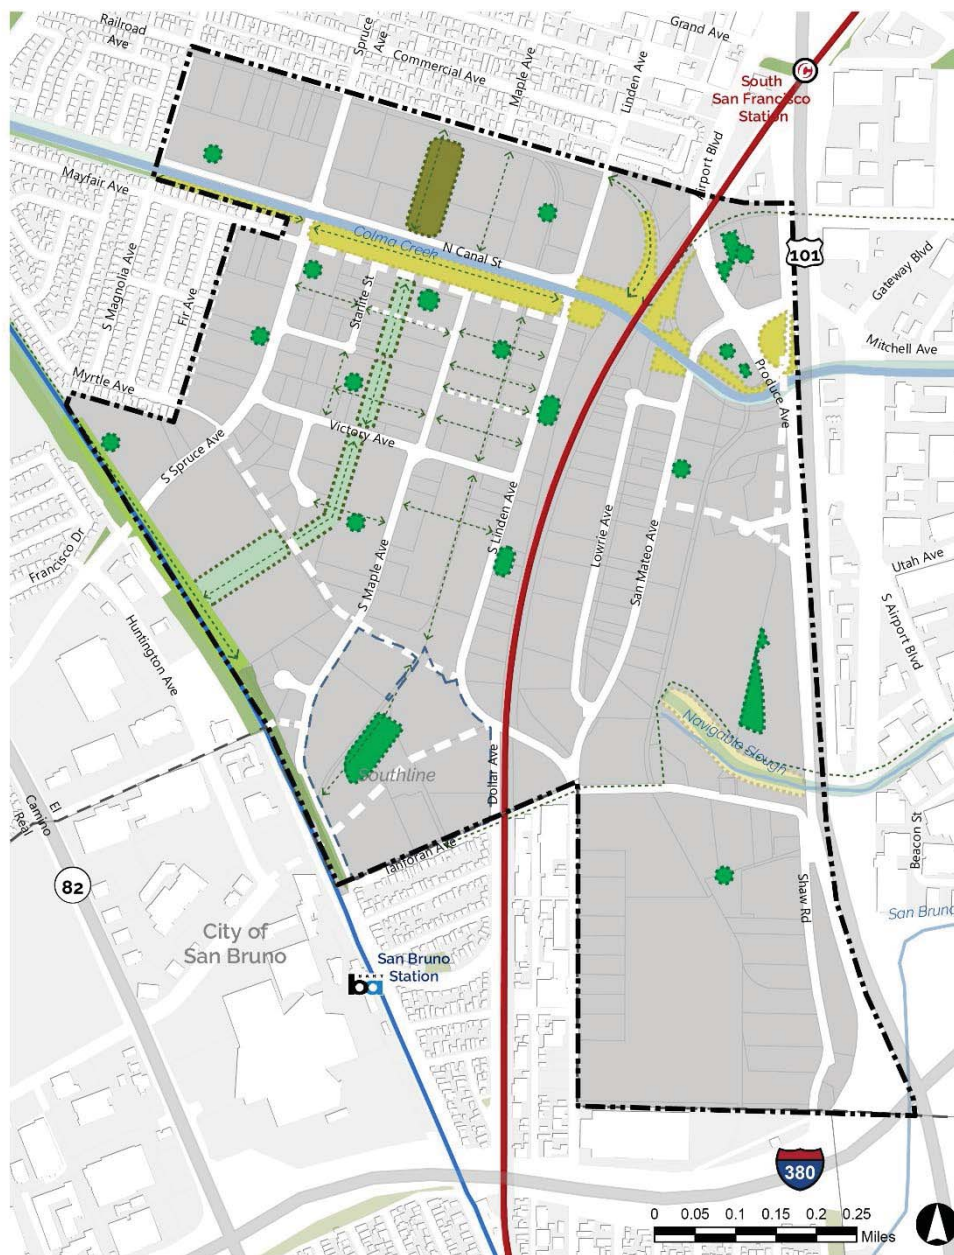 Railroad
Ave
Spruce
Ave
Commercial Ave
Maple Ave
Grand Ave
Linden Ave
South
San Francisco
Station
Airport Blvd
Mayfair Ave
Colma Creek
N Canal St
101
Gateway Blvd
S Magnolia Ave
Fir Ave
Starlite St
Mitchell Ave
Produce Ave
Myrtle Ave
Victory Ave
S Spruce Ave
S Linden Ave
Lowrie Ave
San Mateo Ave
Francisco Dr
S Maple Ave
Utah Ave
S Airport Blvd
Huntington Ave
Navigable Slough
Southline
Dollar Ave
El
Camino
Real
Tanforan Ave
Beacon St
82
Shaw Rd
City of
San Bruno
San Bruno
San Bruno
Station
ba
380
0 0.05 0.1 0.15 0.2 0.25
Miles